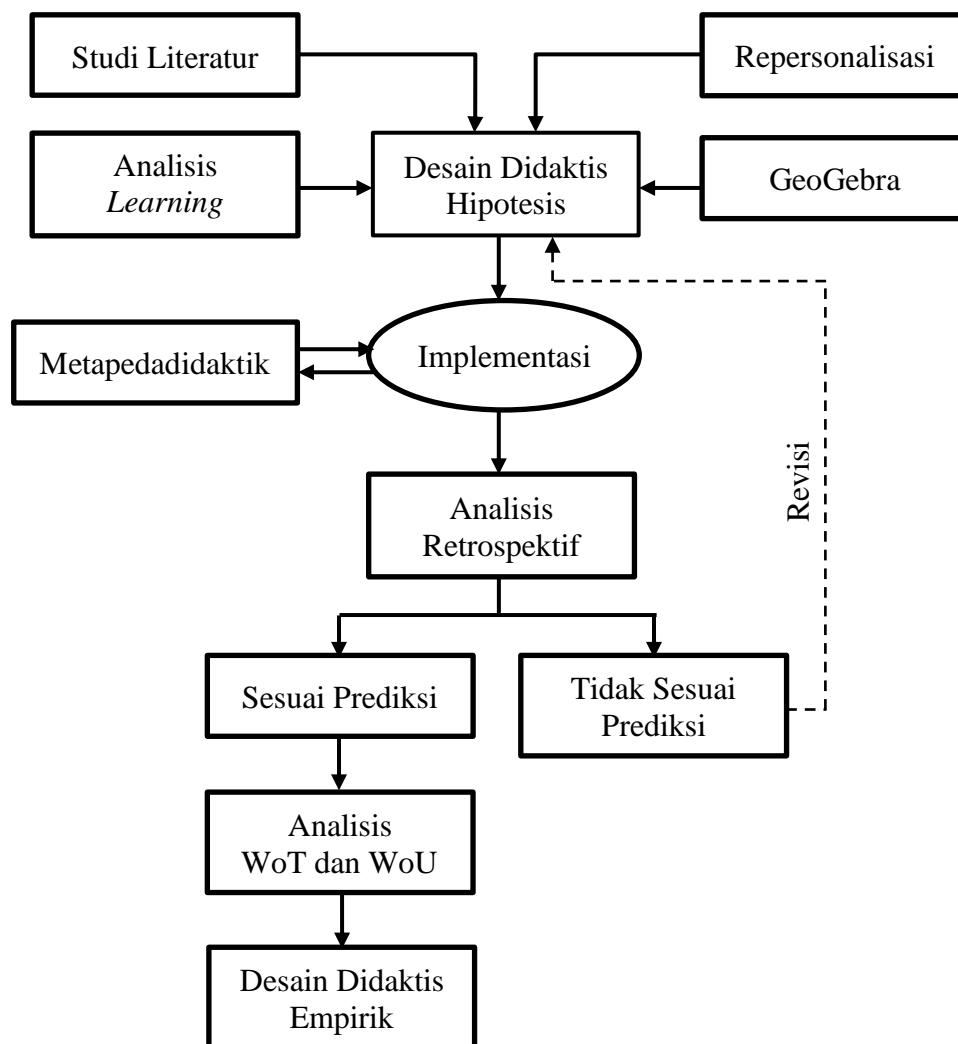 Studi Literatur
Repersonalisasi
Analisis
Learning
Desain Didaktis
Hipotesis
GeoGebra
Metapedadidaktik
Implementasi
Revisi
Analisis
Retrospektif
Sesuai Prediksi
Tidak Sesuai
Prediksi
Analisis
WoT dan WoU
Desain Didaktis
Empirik